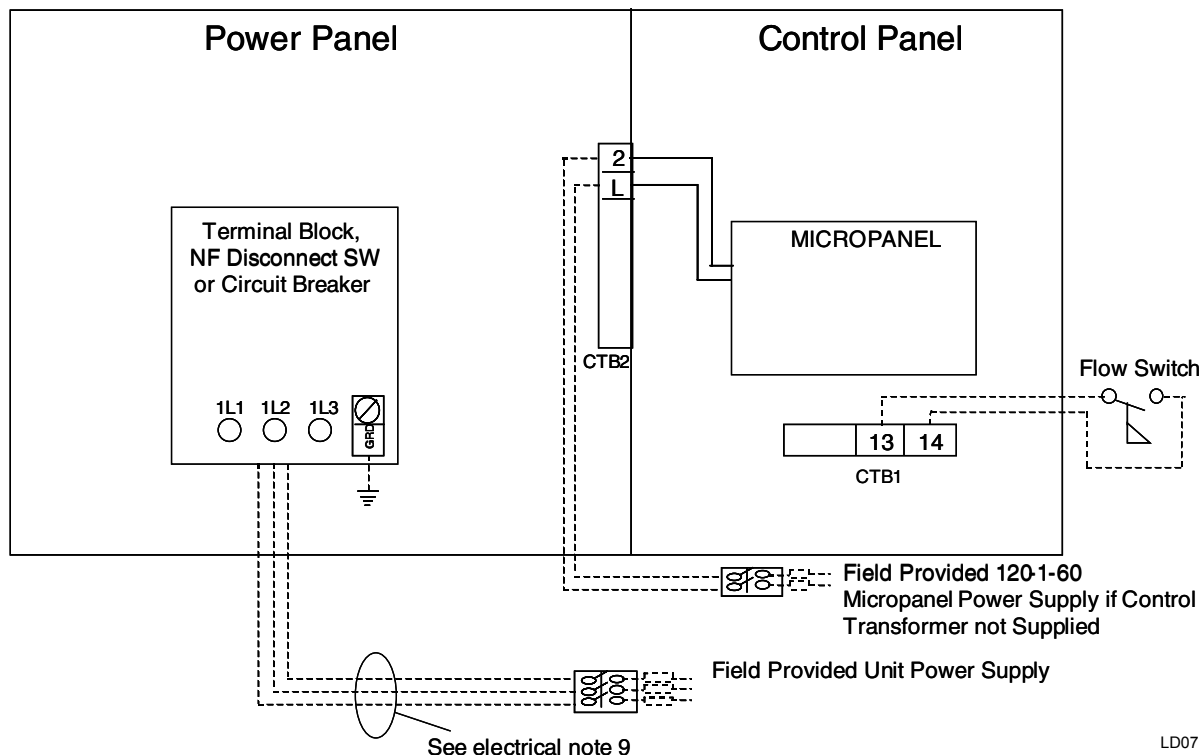 Power Panel
Control Panel
2
L
Terminal Block,
NF Disconnect SW
or Circuit Breaker
MICROPANEL
CTB2
Flow Switch
1L1 1L2 1L3
GRD
13 14
CTB1
Field Provided 120-1-60
Micropanel Power Supply if Control
Transformer not Supplied
Field Provided Unit Power Supply
See electrical note 9
LD07